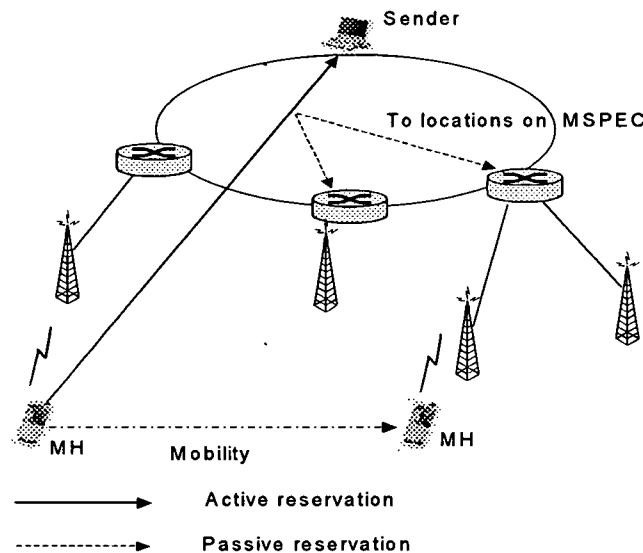 Sender
To locations on MSPEC
MH
MH
Mobility
Active reservation
Passive reservation